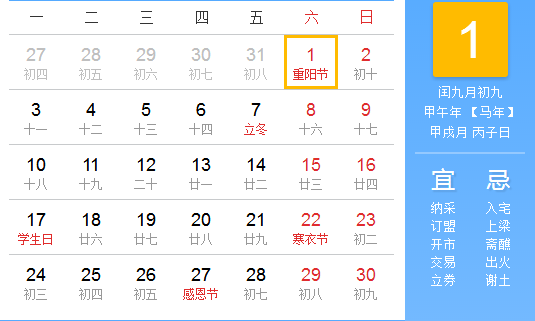 一 二 三 四 五 六 日
27 28 29 30 31 1 2
初四 初五 初六 初七 初八 重阳节 初十
3 4 5 6 7 8 9
十一 十二 十三 十四 立冬 十六 十七
10 11 12 13 14 15 16
十八 十九 二十 廿一 廿二 廿三 廿四
17 18 19 20 21 22 23
学生日 廿六 廿七 廿八 廿九 寒衣节 初二
24 25 26 27 28 29 30
初三 初四 初五 感恩节 初七 初八 初九
1
闰九月初九
甲午年【马年】
甲戌月 丙子日
宜 忌
纳采 入宅
订盟 上梁
开市 斋醮
交易 出火
立券 谢土